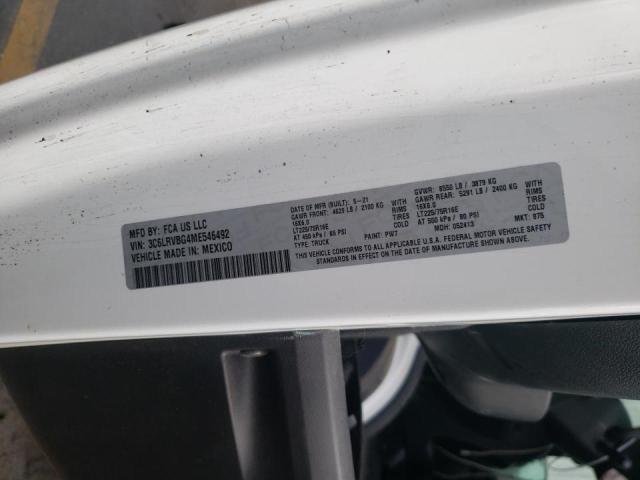 MFD BY: FCA US LLC
VIN: 3C6LRVBG4ME545492
VEHICLE MADE IN: MEXICO
DATE OF MFR (BUILT): 5-21
GAWR FRONT: 4629 LB / 2100 KG WITH
16X6.0 RIMS
LT225/75R16E TIRES
AT 450 kPa / 65 PSI COLD
TYPE: TRUCK PAINT: PW7
GVWR: 8550 LB / 3879 KG
GAWR REAR: 5291 LB / 2400 KG WITH
16X6.0 RIMS
LT225/75R16E TIRES
AT 550 kPa / 80 PSI COLD
MDH: 052413 MKT: 875
CONFORMS TO ALL APPLICABLE U.S.A. FEDERAL MOTOR VEHICLE SAFETY
STANDARDS IN EFFECT ON THE DATE OF MANUFACTURE SHOWN ABOVE.